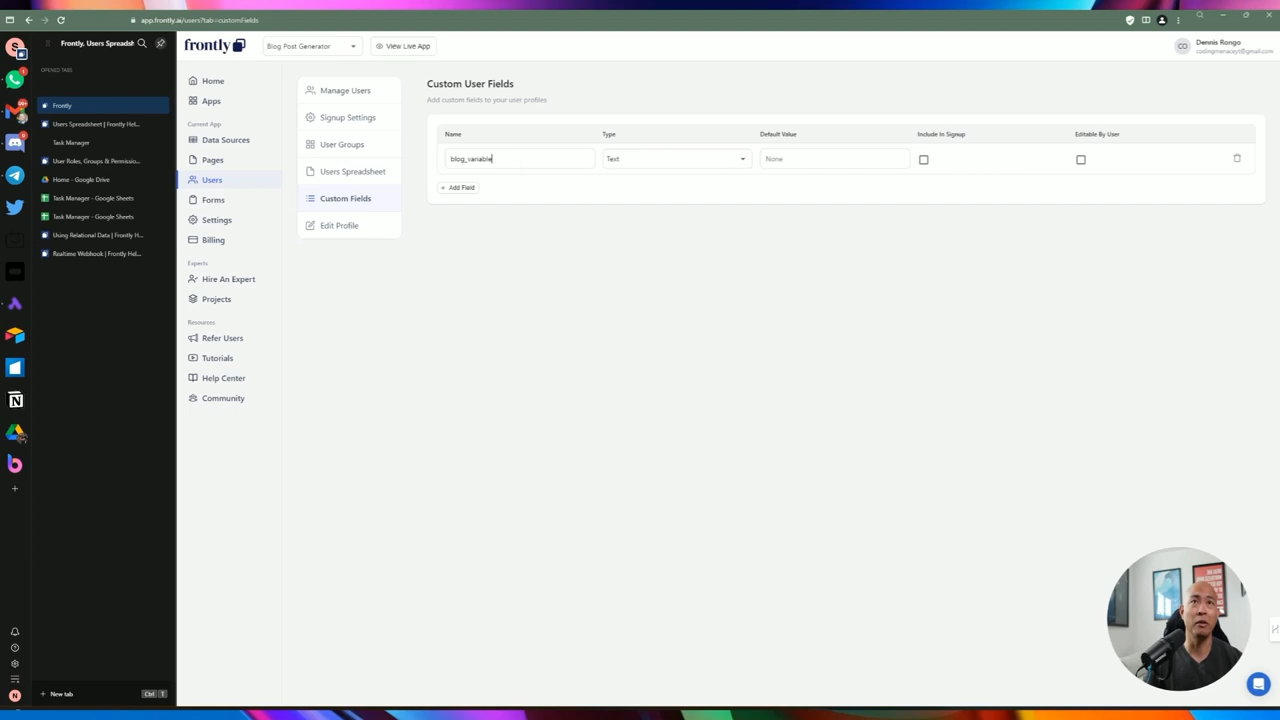 app.frontly.ai/users?tab=customFields
Frontly, Users Spreadsh
OPENED TABS
Frontly
Users Spreadsheet | Frontly Hel...
Task Manager
User Roles, Groups & Permissio...
Home - Google Drive
Task Manager - Google Sheets
Task Manager - Google Sheets
Using Relational Data | Frontly H...
Realtime Webhook | Frontly Hel...
New tab
Ctrl T
frontly
Blog Post Generator
View Live App
CO
Dennis Rongo
Home
Apps
Current App
Data Sources
Pages
Users
Forms
Settings
Billing
Experts
Hire An Expert
Projects
Resources
Refer Users
Tutorials
Help Center
Community
Manage Users
Signup Settings
User Groups
Users Spreadsheet
Custom Fields
Edit Profile
Custom User Fields
Add custom fields to your user profiles
Name Type Default Value Include In Signup Editable By User
blog_variable Text None
+ Add Field